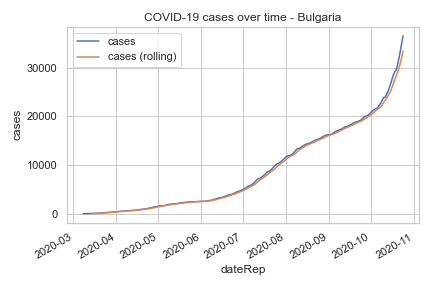 COVID-19 cases over time - Bulgaria
cases
cases (rolling)
cases
30000
20000
10000
0
2020-03
2020-04
2020-05
2020-06
2020-07
2020-08
2020-09
2020-10
2020-11
dateRep